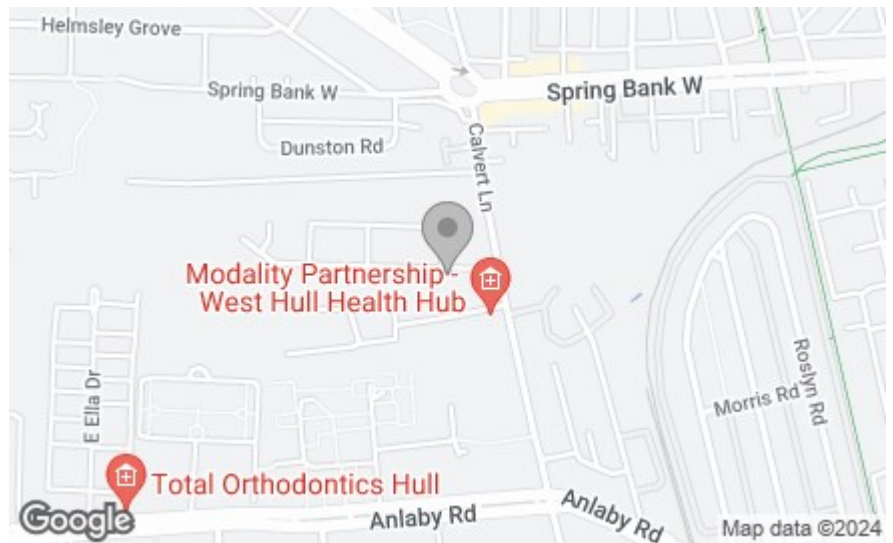 Helmsley Grove
Spring Bank W
Spring Bank W
Dunston Rd
Calvert Ln
Modality Partnership -
West Hull Health Hub
E Ella Dr
Morris Rd
Roslyn Rd
Total Orthodontics Hull
Anlaby Rd
Anlaby Rd
Google
Map data ©2024